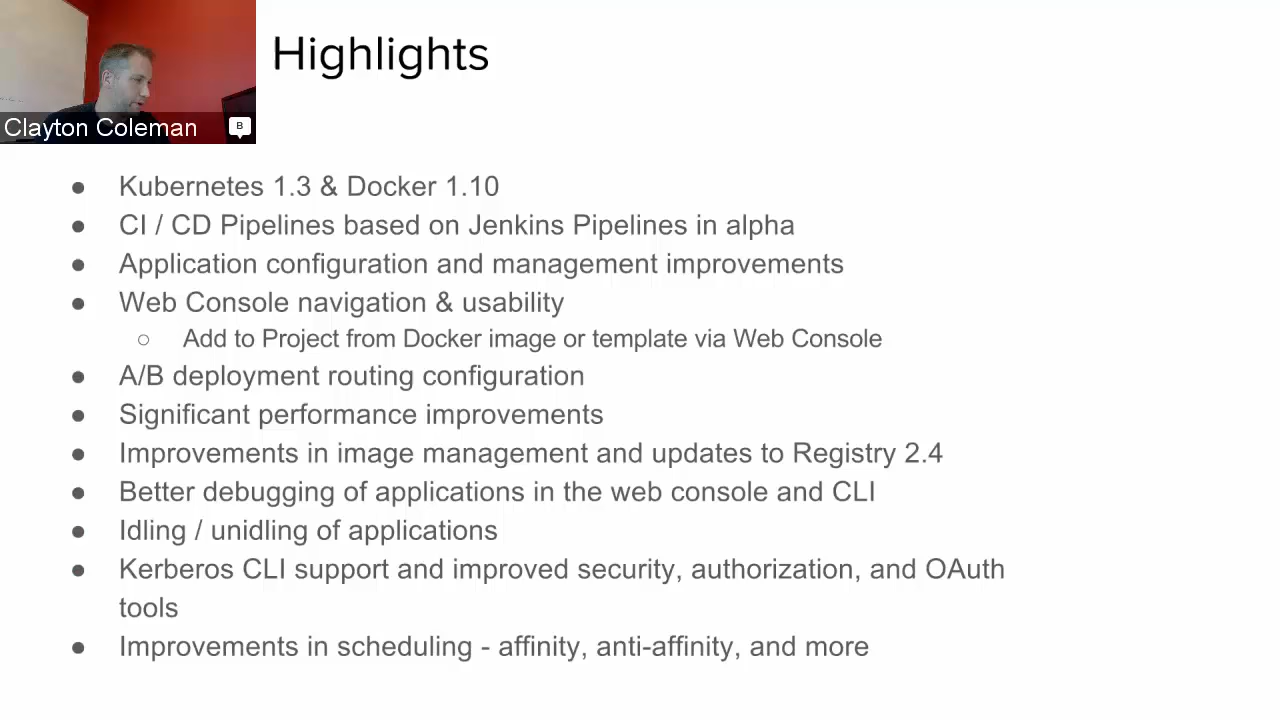 Highlights
Clayton Coleman
B
● Kubernetes 1.3 & Docker 1.10
● CI / CD Pipelines based on Jenkins Pipelines in alpha
● Application configuration and management improvements
● Web Console navigation & usability
○ Add to Project from Docker image or template via Web Console
● A/B deployment routing configuration
● Significant performance improvements
● Improvements in image management and updates to Registry 2.4
● Better debugging of applications in the web console and CLI
● Idling / unidling of applications
● Kerberos CLI support and improved security, authorization, and OAuth
tools
● Improvements in scheduling - affinity, anti-affinity, and more